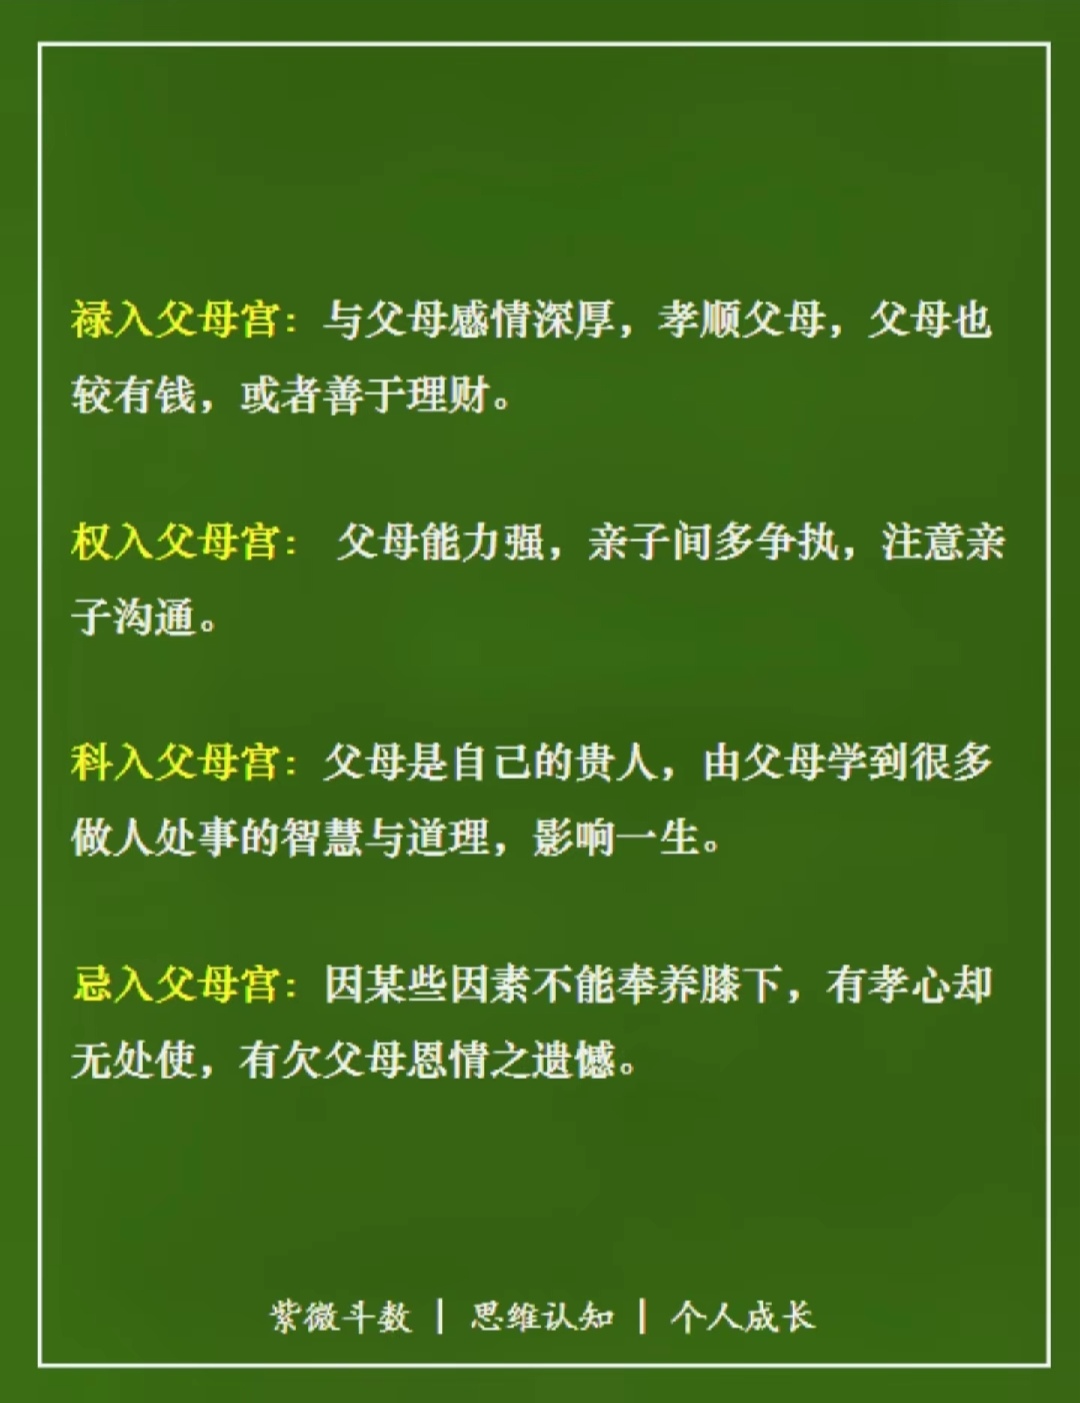 禄入父母宫：与父母感情深厚，孝顺父母，父母也
较有钱，或者善于理财。
权入父母宫： 父母能力强，亲子间多争执，注意亲
子沟通。
科入父母宫：父母是自己的贵人，由父母学到很多
做人处事的智慧与道理，影响一生。
忌入父母宫：因某些因素不能奉养膝下，有孝心却
无处使，有欠父母恩情之遗憾。
紫微斗数 | 思维认知 | 个人成长